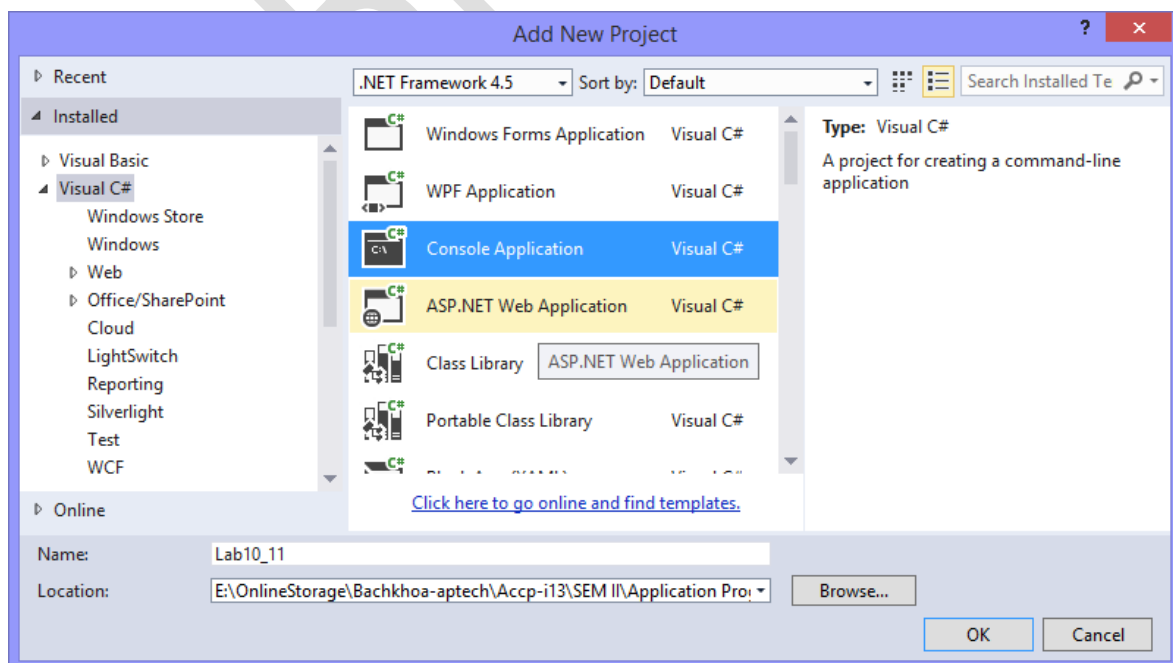 Add New Project
? ×
Recent
.NET Framework 4.5 Sort by: Default Search Installed Te
Installed
Visual Basic
Visual C#
Windows Store
Windows
Web
Office/SharePoint
Cloud
LightSwitch
Reporting
Silverlight
Test
WCF
Online
Windows Forms Application Visual C#
WPF Application Visual C#
Console Application Visual C#
ASP.NET Web Application Visual C#
Class Library ASP.NET Web Application
Portable Class Library Visual C#
Click here to go online and find templates.
Type: Visual C#
A project for creating a command-line
application
Name: Lab10_11
Location: E:\OnlineStorage\Bachkhoa-aptech\Accp-i13\SEM II\Application Pro Browse...
OK Cancel